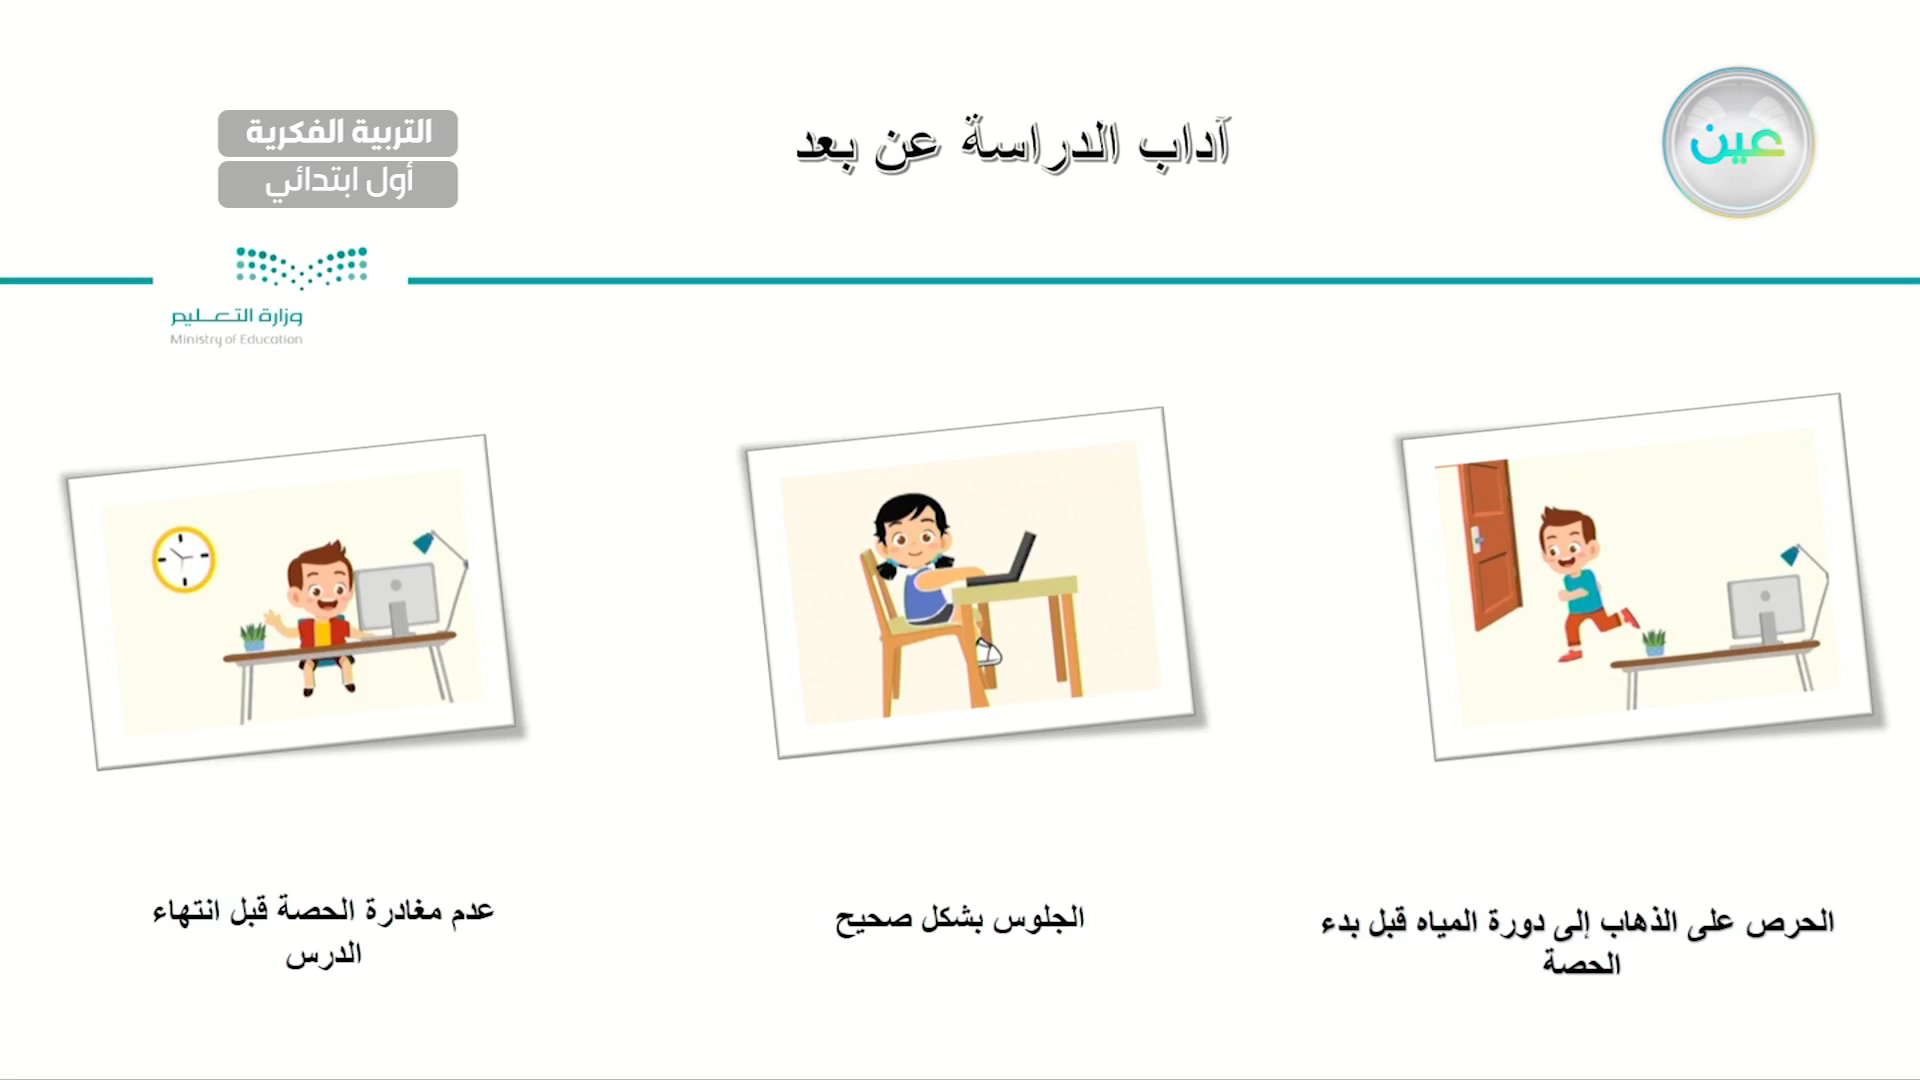 عين
آداب الدراسة عن بعد
التربية الفكرية
أول ابتدائي
وزارة التعليم
Ministry of Education
الحرص على الذهاب إلى دورة المياه قبل بدء
الحصة
الجلوس بشكل صحيح
عدم مغادرة الحصة قبل انتهاء
الدرس